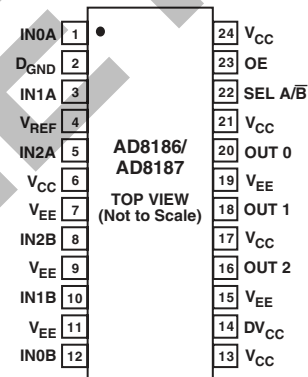 IN0A 1
D_GND 2
IN1A 3
V_REF 4
IN2A 5
V_CC 6
V_EE 7
IN2B 8
V_EE 9
IN1B 10
V_EE 11
IN0B 12
AD8186/
AD8187
TOP VIEW
(Not to Scale)
24 V_CC
23 OE
22 SEL A/B̅
21 V_CC
20 OUT 0
19 V_EE
18 OUT 1
17 V_CC
16 OUT 2
15 V_EE
14 DV_CC
13 V_CC